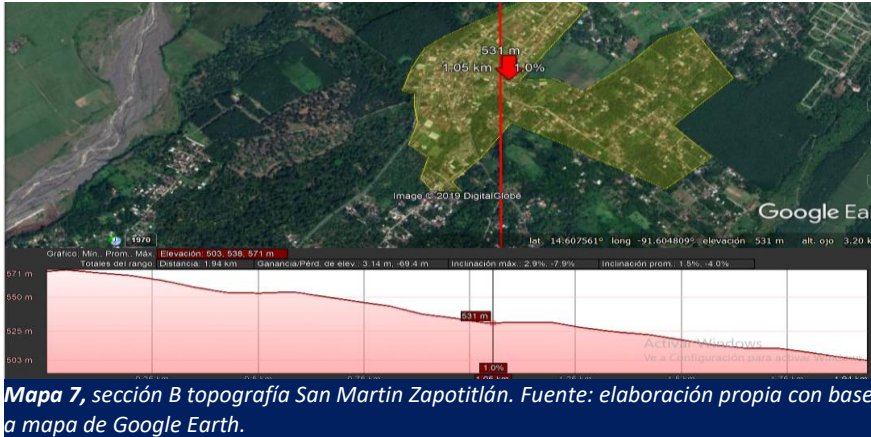 531 m
1.05 km 1.0%
Image © 2019 DigitalGlobe
Google Ea
1970
lat. 14.607561° long -91.604809° elevación 531 m alt. ojo 3.20 k
Gráfico: Mín., Prom., Máx. Elevación: 503, 538, 571 m
Totales del rango: Distancia: 1.94 km Ganancia/Pérd. de elev.: 3.14 m, -69.4 m Inclinación máx.: 2.9%, -7.9% Inclinación prom.: 1.5%, -4.0%
571 m
550 m
531 m
525 m
Activar Windows
503 m
Ve a Configuración para activar Windows
1.0%
0.5 km
1.94 km
Mapa 7, sección B topografía San Martin Zapotitlán. Fuente: elaboración propia con base
a mapa de Google Earth.